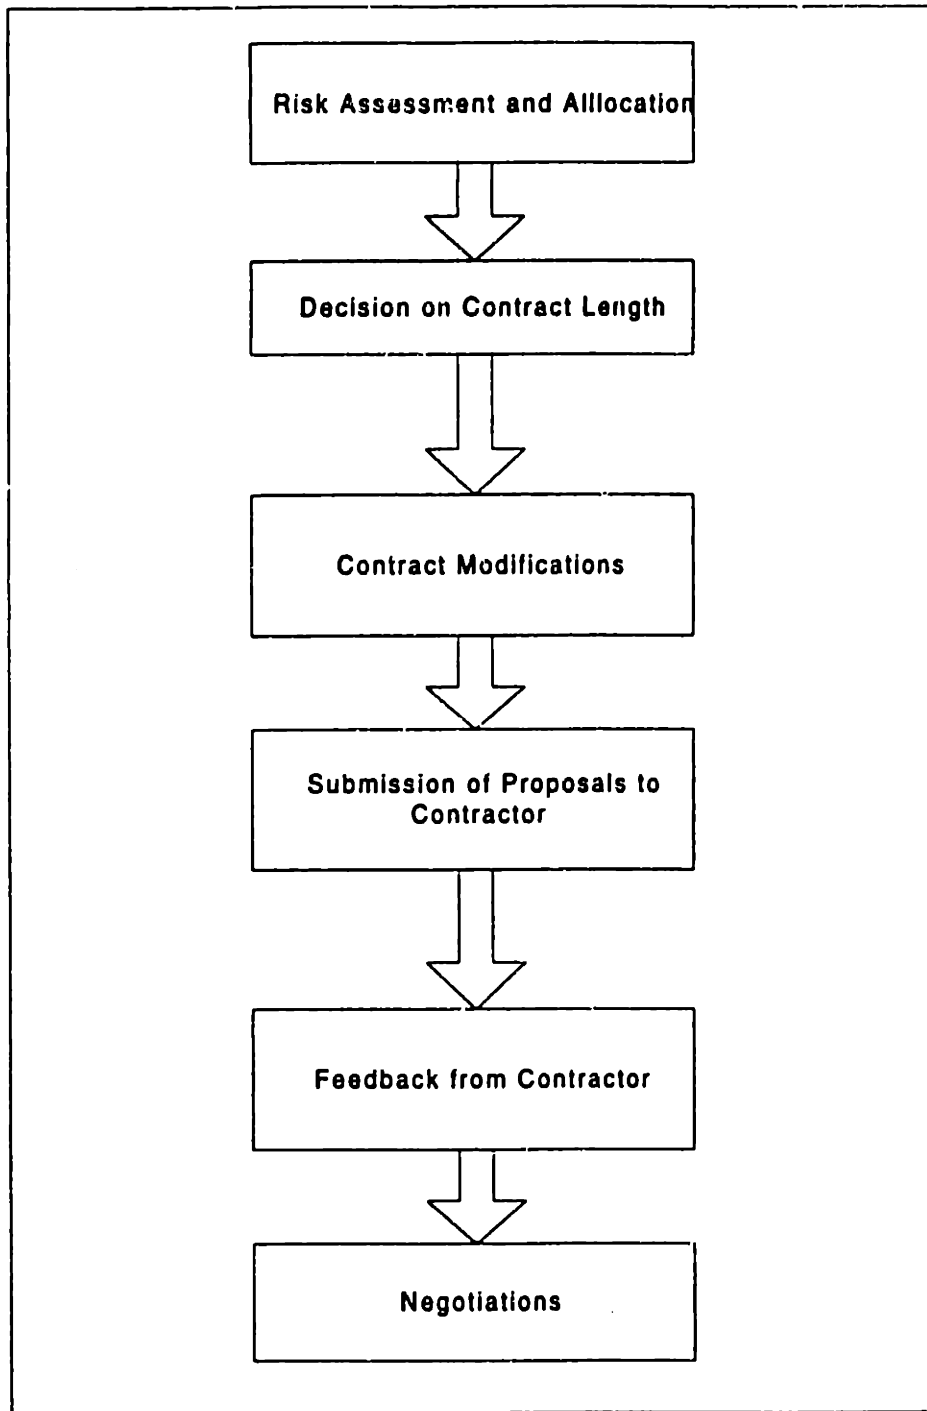 Risk Assessment and Alllocation
Decision on Contract Length
Contract Modifications
Submission of Proposals to
Contractor
Feedback from Contractor
Negotiations